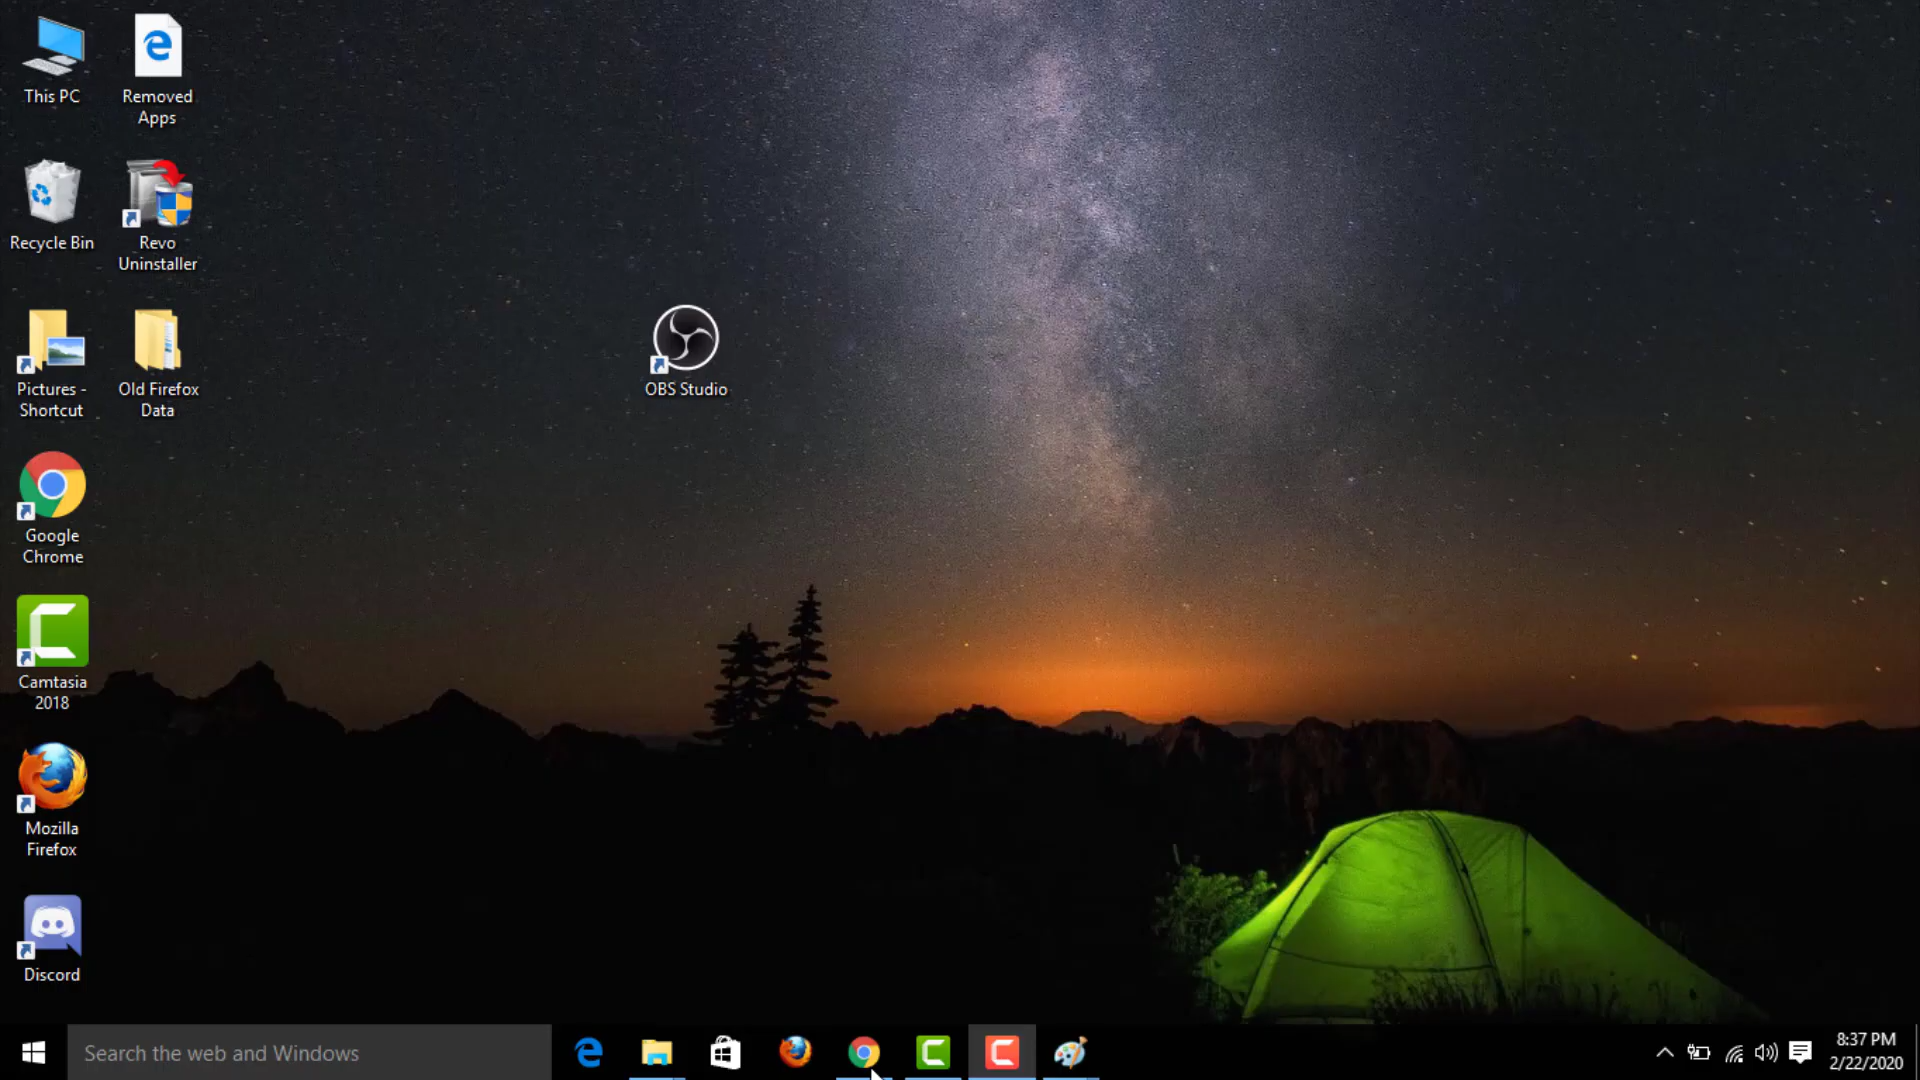 This PC
Removed
Apps
Recycle Bin
Revo
Uninstaller
Pictures -
Shortcut
Old Firefox
Data
OBS Studio
Google
Chrome
Camtasia
2018
Mozilla
Firefox
Discord
Search the web and Windows
8:37 PM
2/22/2020